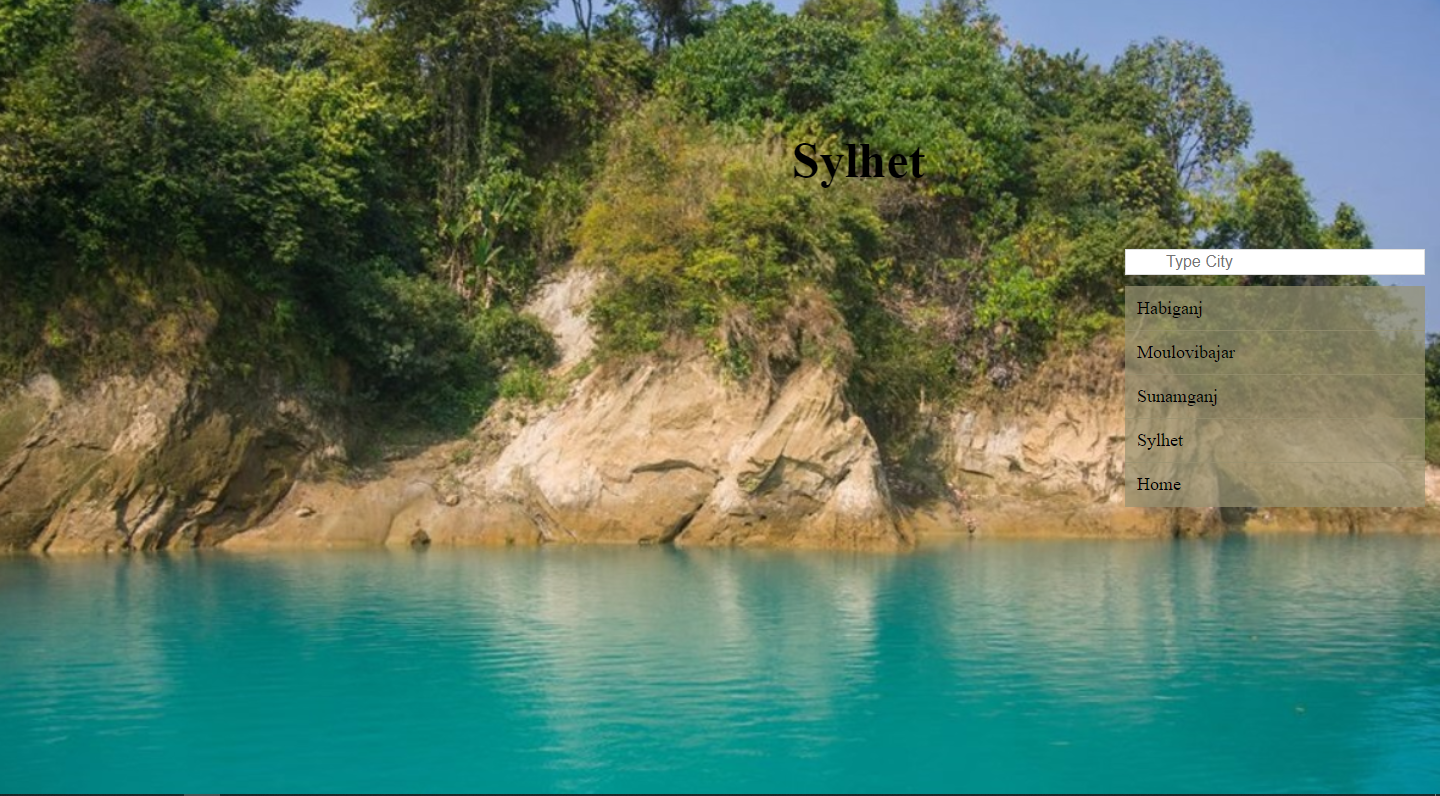 Sylhet
Type City
Habiganj
Moulovibajar
Sunamganj
Sylhet
Home